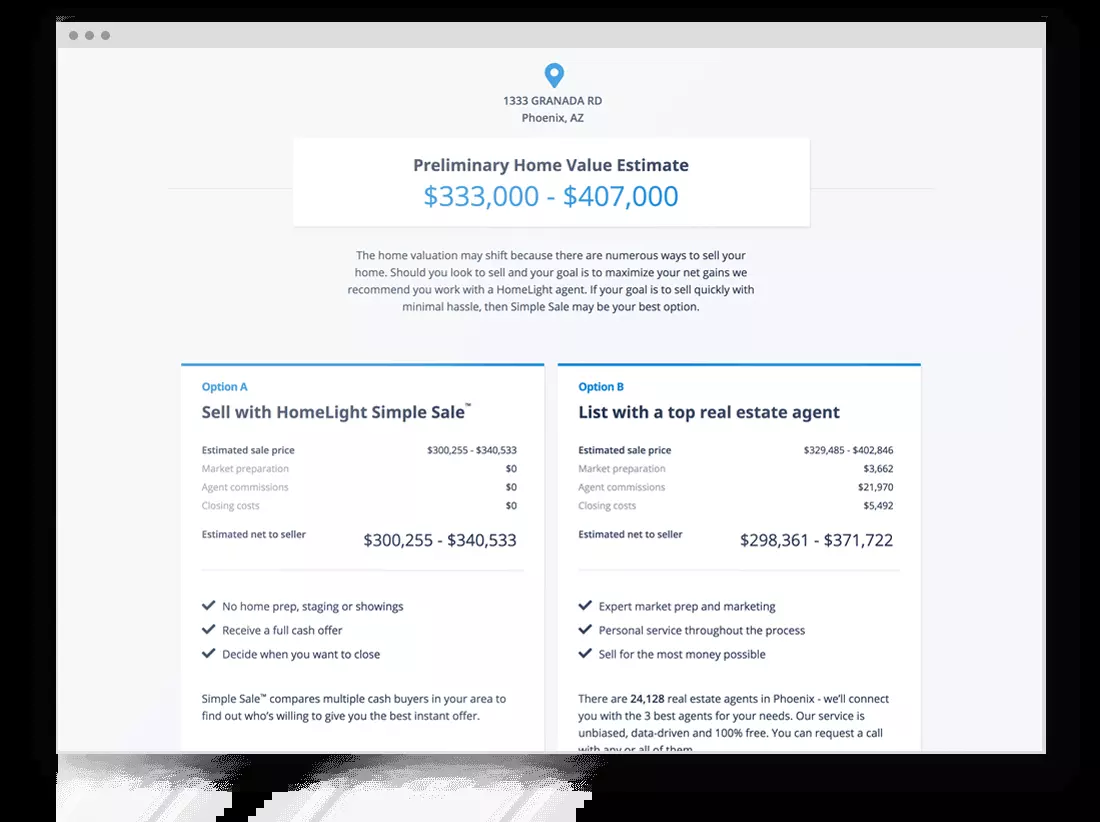 1333 GRANADA RD
Phoenix, AZ
Preliminary Home Value Estimate
$333,000 - $407,000
The home valuation may shift because there are numerous ways to sell your
home. Should you look to sell and your goal is to maximize your net gains we
recommend you work with a HomeLight agent. If your goal is to sell quickly with
minimal hassle, then Simple Sale may be your best option.
Option A
Sell with HomeLight Simple Sale™
Estimated sale price $300,255 - $340,533
Market preparation $0
Agent commissions $0
Closing costs $0
Estimated net to seller $300,255 - $340,533
No home prep, staging or showings
Receive a full cash offer
Decide when you want to close
Simple Sale™ compares multiple cash buyers in your area to
find out who's willing to give you the best instant offer.
Option B
List with a top real estate agent
Estimated sale price $329,485 - $402,846
Market preparation $3,662
Agent commissions $21,970
Closing costs $5,492
Estimated net to seller $298,361 - $371,722
Expert market prep and marketing
Personal service throughout the process
Sell for the most money possible
There are 24,128 real estate agents in Phoenix - we'll connect
you with the 3 best agents for your needs. Our service is
unbiased, data-driven and 100% free. You can request a call
with any or all of them.